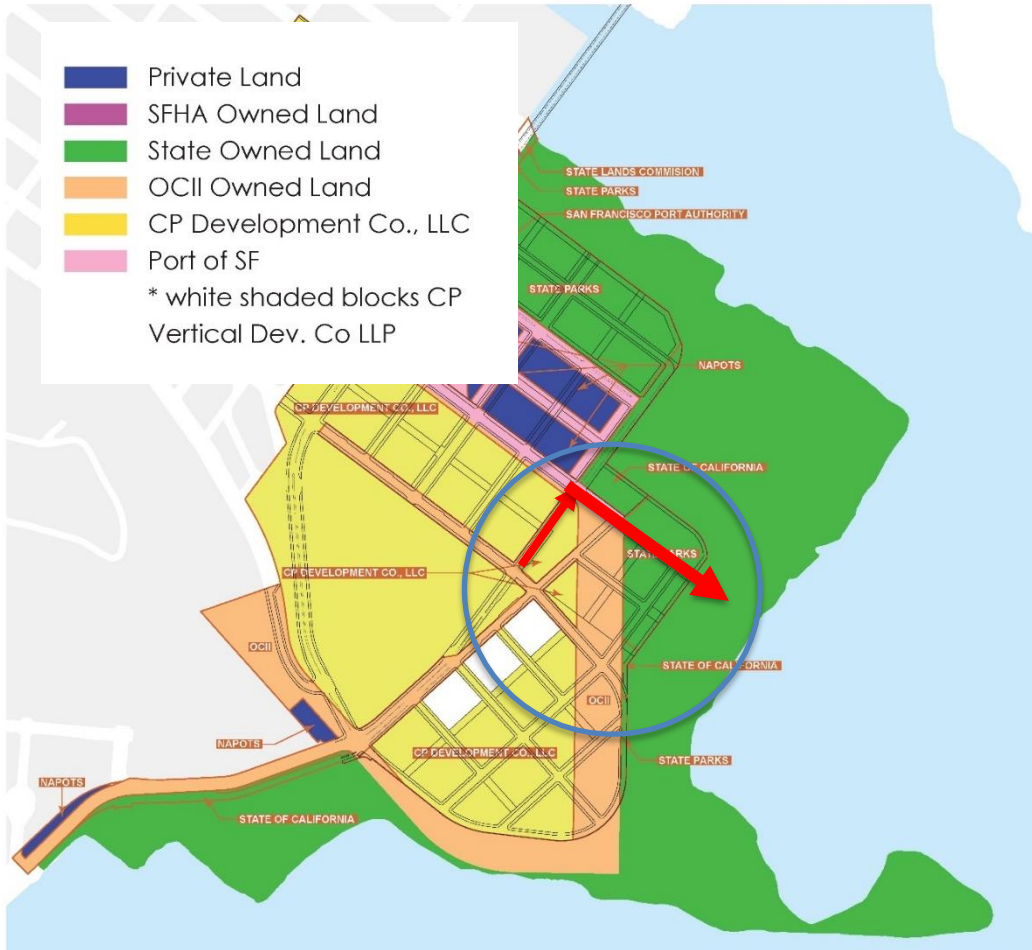 Private Land
SFHA Owned Land
State Owned Land
OCII Owned Land
CP Development Co., LLC
Port of SF
* white shaded blocks CP
Vertical Dev. Co LLP
STATE LANDS COMMISION
STATE PARKS
SAN FRANCISCO PORT AUTHORITY
STATE PARKS
NAPOTS
CP DEVELOPMENT CO., LLC
STATE OF CALIFORNIA
STATE PARKS
CP DEVELOPMENT CO., LLC
OCII
STATE OF CALIFORNIA
OCII
NAPOTS
CP DEVELOPMENT CO., LLC
STATE PARKS
NAPOTS
STATE OF CALIFORNIA